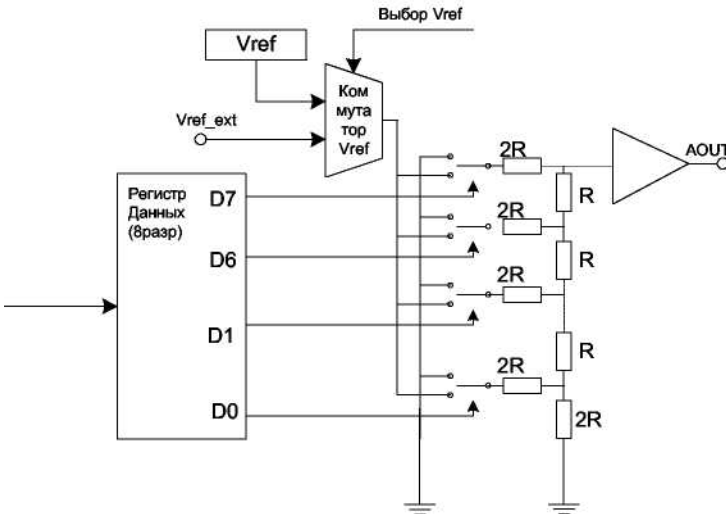 Выбор Vref
Vref
Ком
мута
тор
Vref
Vref_ext
AOUT
2R
Регистр
Данных
(8разр)
D7
R
2R
D6
R
2R
D1
R
2R
D0
2R